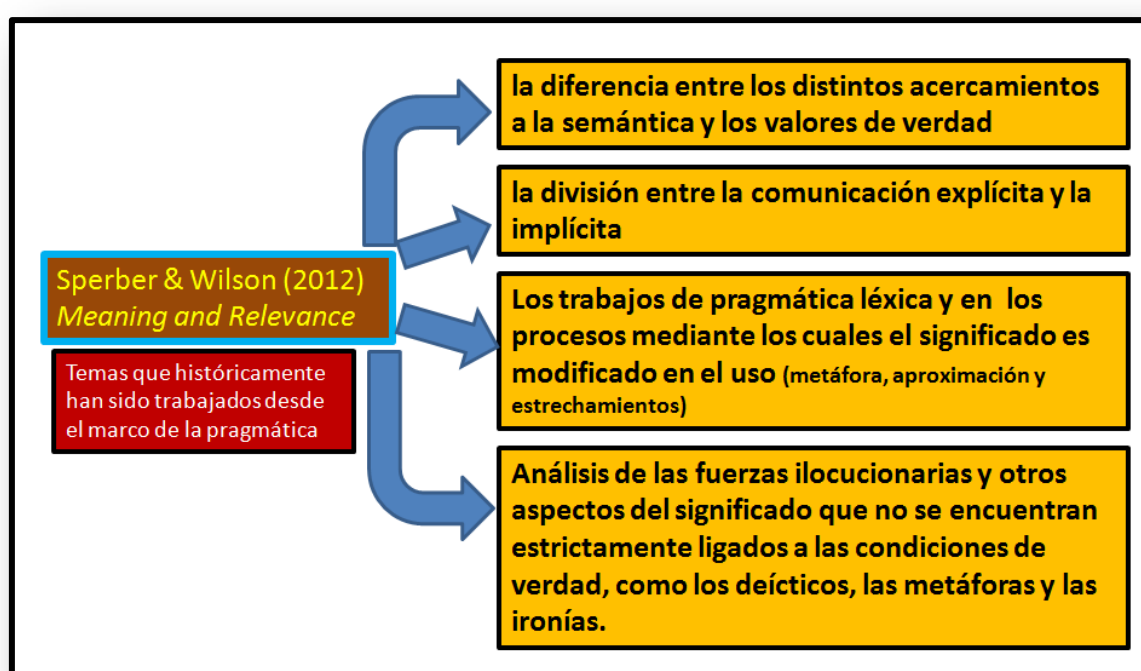 la diferencia entre los distintos acercamientos
a la semántica y los valores de verdad
la división entre la comunicación explícita y la
implícita
Sperber & Wilson (2012)
Meaning and Relevance
Temas que históricamente
han sido trabajados desde
el marco de la pragmática
Los trabajos de pragmática léxica y en los
procesos mediante los cuales el significado es
modificado en el uso (metáfora, aproximación y
estrechamientos)
Análisis de las fuerzas ilocucionarias y otros
aspectos del significado que no se encuentran
estrictamente ligados a las condiciones de
verdad, como los deícticos, las metáforas y las
ironías.